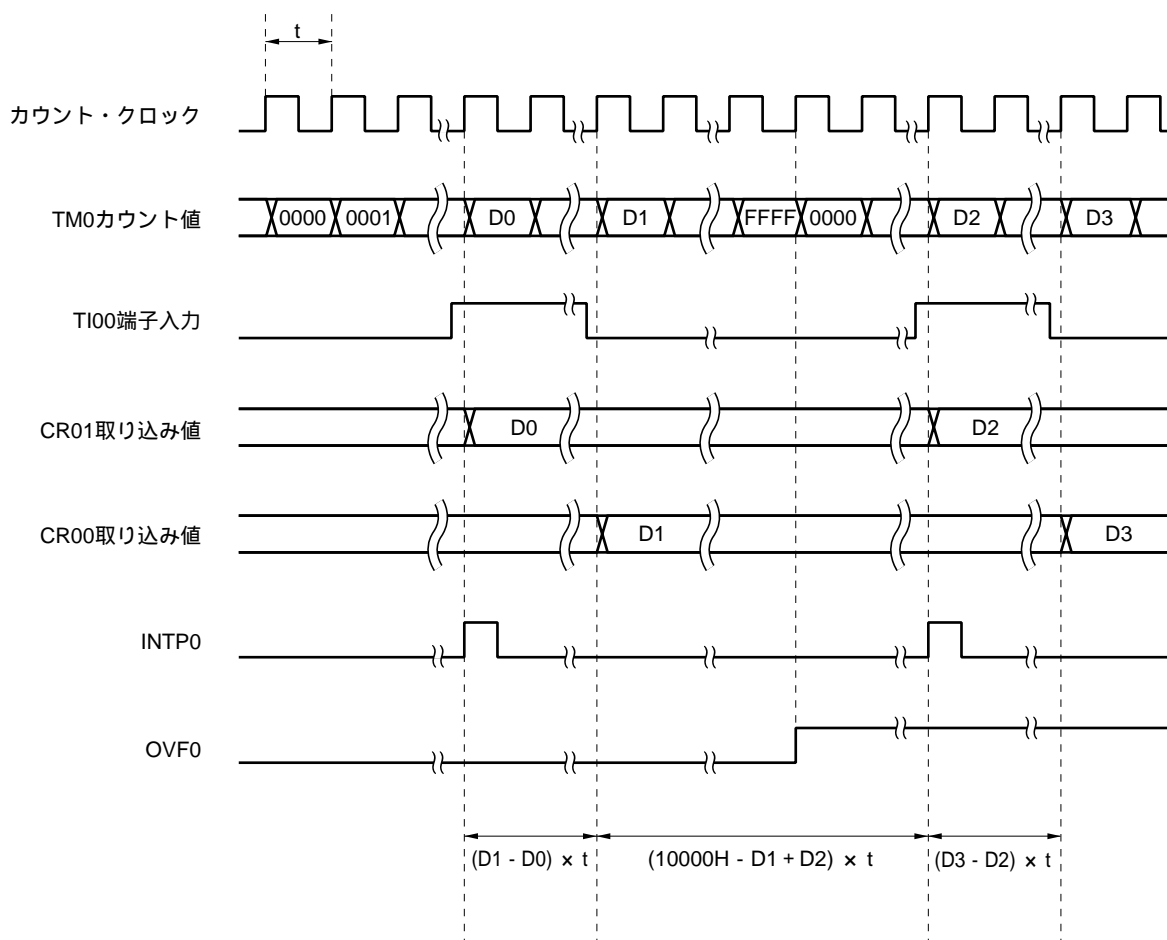 t
カウント・クロック
TM0カウント値
0000 0001 D0 D1 FFFF 0000 D2 D3
TI00端子入力
CR01取り込み値
D0 D2
CR00取り込み値
D1 D3
INTP0
OVF0
(D1 - D0) × t (10000H - D1 + D2) × t (D3 - D2) × t